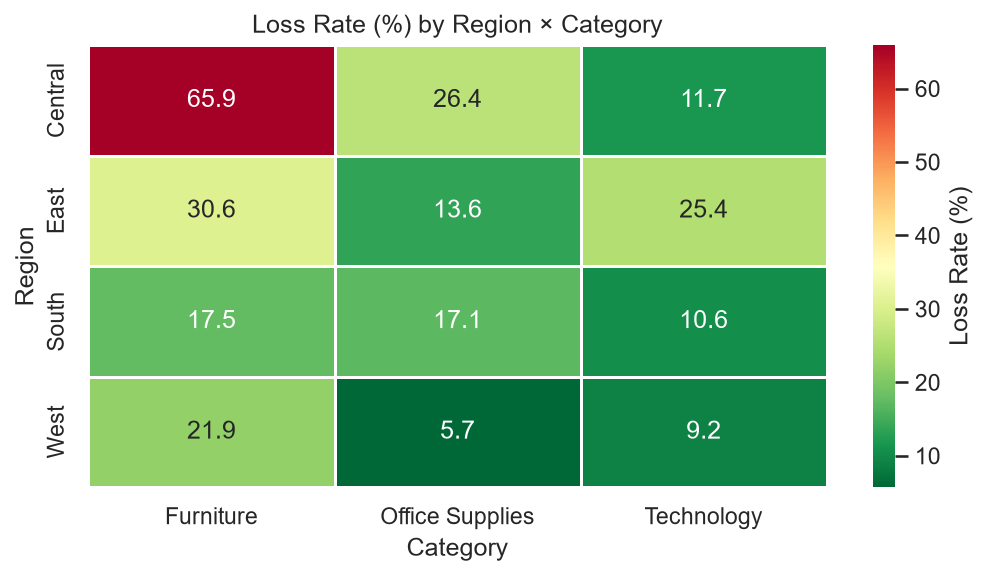 Loss Rate (%) by Region × Category
Region
Central
65.9
26.4
11.7
East
30.6
13.6
25.4
South
17.5
17.1
10.6
West
21.9
5.7
9.2
Furniture
Office Supplies
Technology
Category
60
50
40
30
20
10
Loss Rate (%)